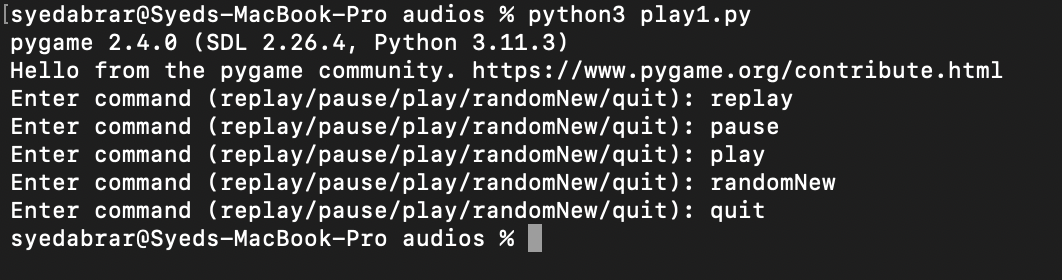 [syedabrar@Syeds-MacBook-Pro audios % python3 play1.py
pygame 2.4.0 (SDL 2.26.4, Python 3.11.3)
Hello from the pygame community. https://www.pygame.org/contribute.html
Enter command (replay/pause/play/randomNew/quit): replay
Enter command (replay/pause/play/randomNew/quit): pause
Enter command (replay/pause/play/randomNew/quit): play
Enter command (replay/pause/play/randomNew/quit): randomNew
Enter command (replay/pause/play/randomNew/quit): quit
syedabrar@Syeds-MacBook-Pro audios %